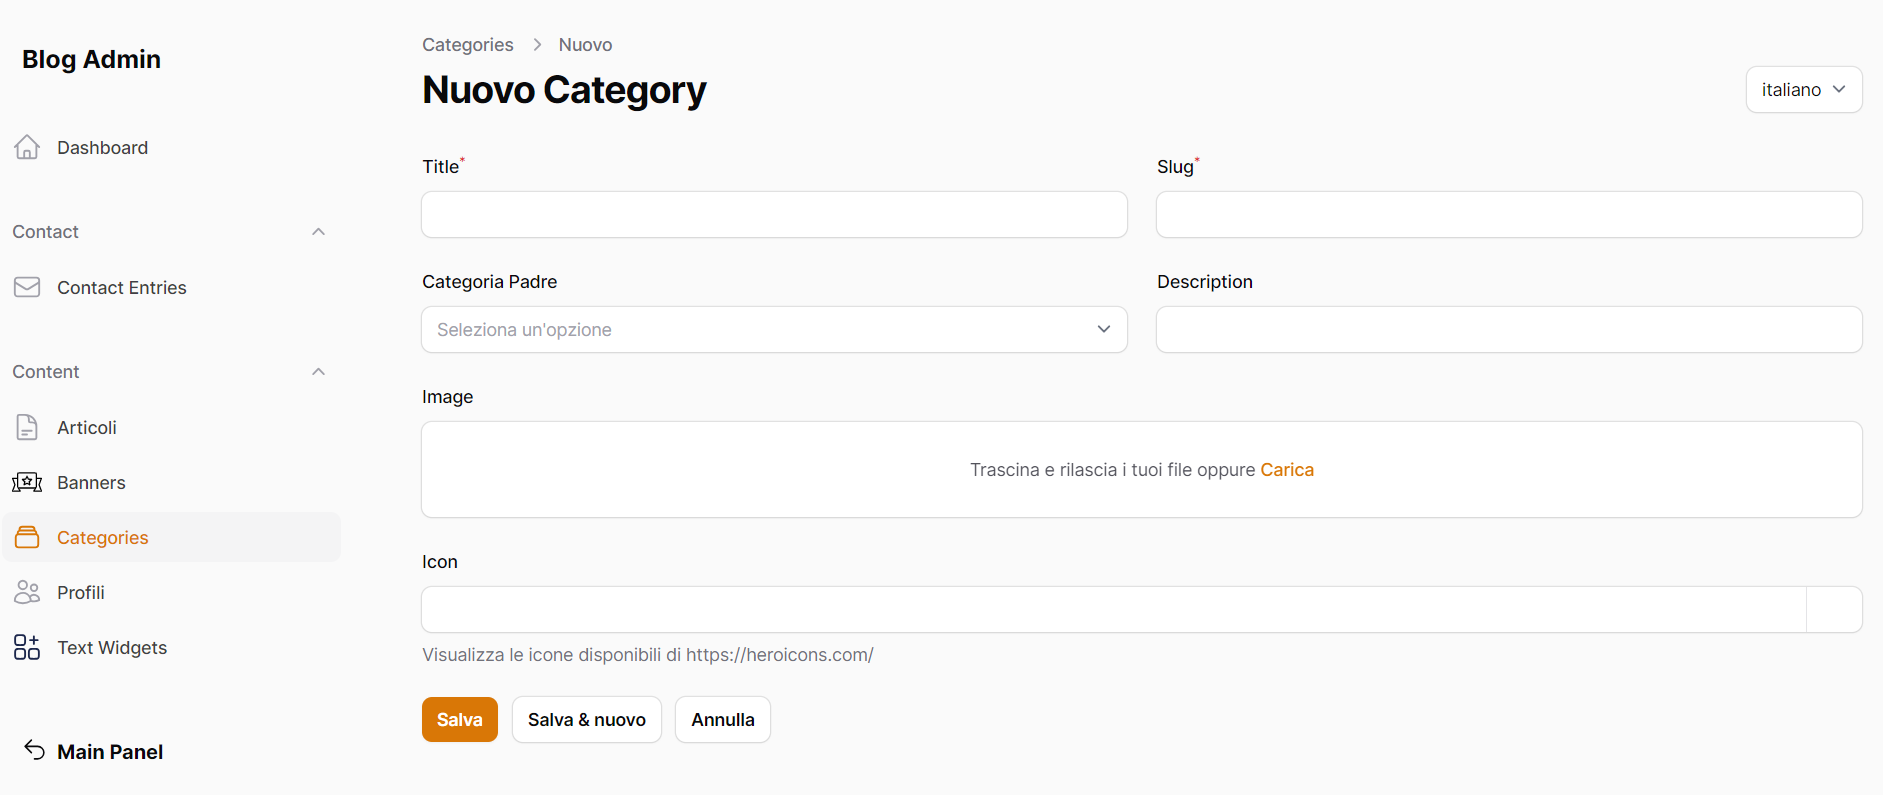 Blog Admin
Dashboard
Contact
Contact Entries
Content
Articoli
Banners
Categories
Profili
Text Widgets
Main Panel
Categories > Nuovo
Nuovo Category
italiano
Title*
Slug*
Categoria Padre
Description
Seleziona un'opzione
Image
Trascina e rilascia i tuoi file oppure Carica
Icon
Visualizza le icone disponibili di https://heroicons.com/
Salva
Salva & nuovo
Annulla